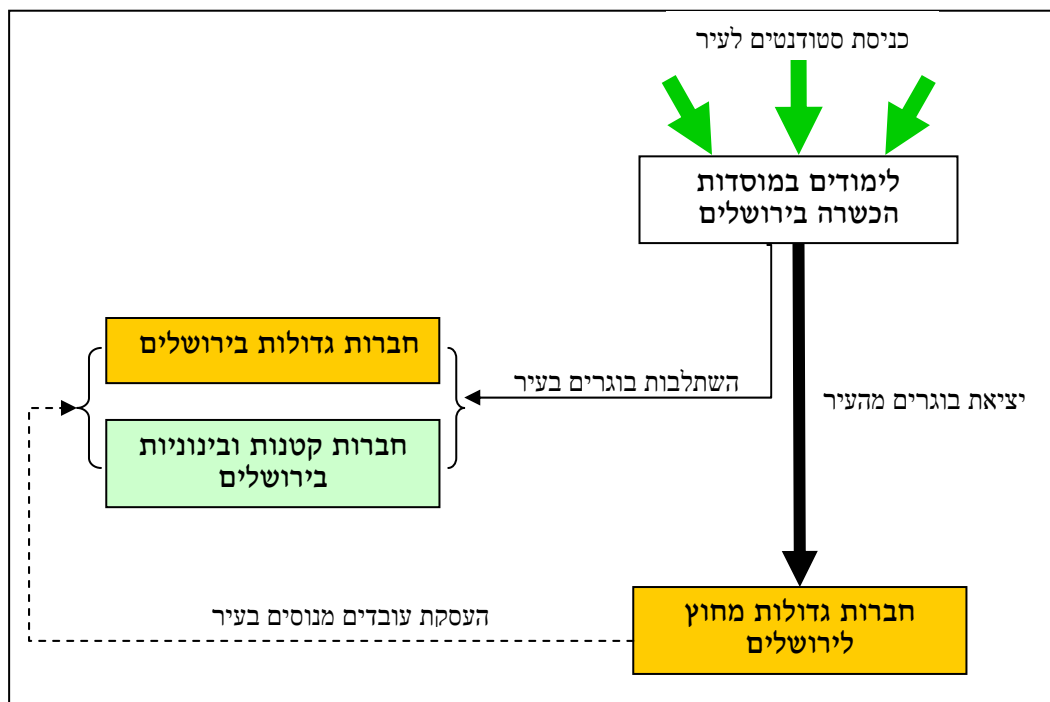 כניסת סטודנטים לעיר
לימודים במוסדות
הכשרה בירושלים
חברות גדולות בירושלים
השתלבות בוגרים בעיר
יציאת בוגרים מהעיר
חברות קטנות ובינוניות
בירושלים
העסקת עובדים מנוסים בעיר
חברות גדולות מחוץ
לירושלים